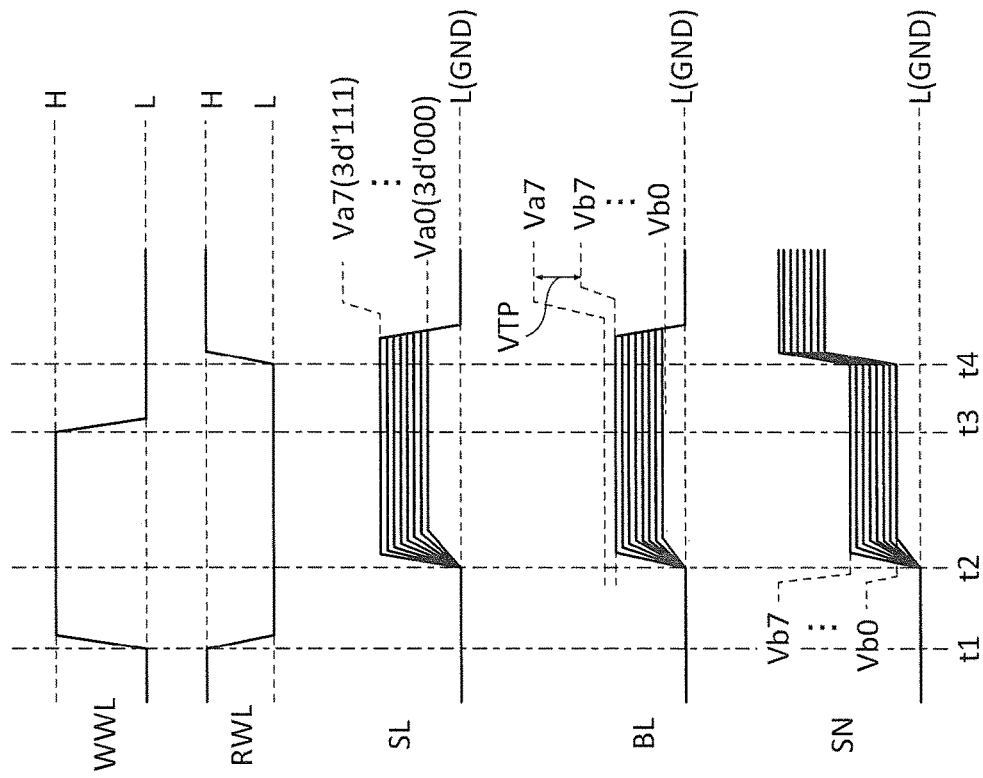 WWL
H
L
RWL
H
L
SL
Va7(3d'111)
⋮
Va0(3d'000)
L(GND)
BL
VTP
Va7
Vb7
⋮
Vb0
L(GND)
SN
Vb7
⋮
Vb0
L(GND)
t1
t2
t3
t4